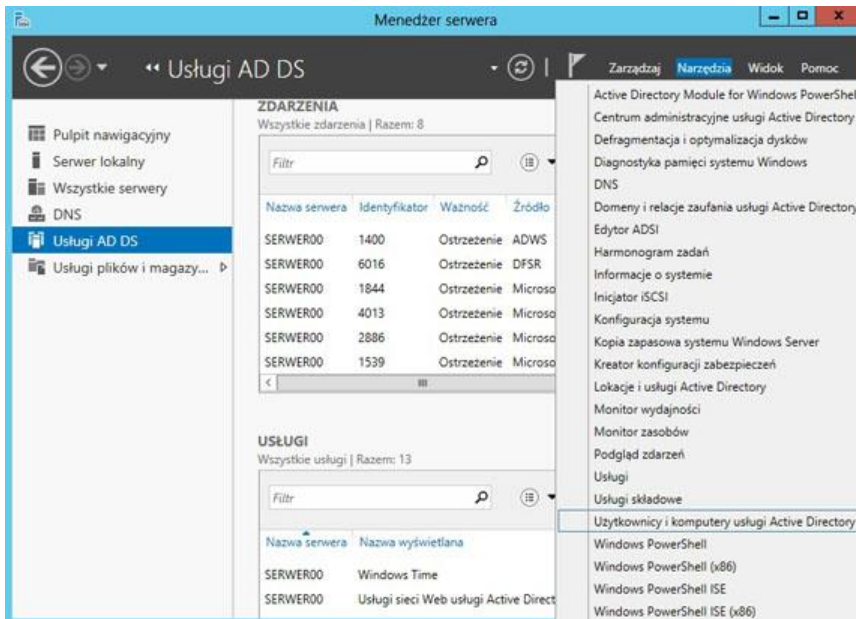 Menedżer serwera
Usługi AD DS
Zarządzaj Narzędzia Widok Pomoc
Pulpit nawigacyjny
Serwer lokalny
Wszystkie serwery
DNS
Usługi AD DS
Usługi plików i magazy...
ZDARZENIA
Wszystkie zdarzenia | Razem: 8
Filtr
Nazwa serwera Identyfikator Ważność Źródło
SERWER00 1400 Ostrzeżenie ADWS
SERWER00 6016 Ostrzeżenie DFSR
SERWER00 1844 Ostrzeżenie Microso
SERWER00 4013 Ostrzeżenie Microso
SERWER00 2886 Ostrzeżenie Microso
SERWER00 1539 Ostrzeżenie Microso
USŁUGI
Wszystkie usługi | Razem: 13
Filtr
Nazwa serwera Nazwa wyświetlana
SERWER00 Windows Time
SERWER00 Usługi sieci Web usługi Active Direct
Active Directory Module for Windows PowerShel
Centrum administracyjne usługi Active Directory
Defragmentacja i optymalizacja dysków
Diagnostyka pamięci systemu Windows
DNS
Domeny i relacje zaufania usługi Active Directory
Edytor ADSI
Harmonogram zadań
Informacje o systemie
Inicjator iSCSI
Konfiguracja systemu
Kopia zapasowa systemu Windows Server
Kreator konfiguracji zabezpieczeń
Lokacje i usługi Active Directory
Monitor wydajności
Monitor zasobów
Podgląd zdarzeń
Usługi
Usługi składowe
Użytkownicy i komputery usługi Active Directory
Windows PowerShell
Windows PowerShell (x86)
Windows PowerShell ISE
Windows PowerShell ISE (x86)